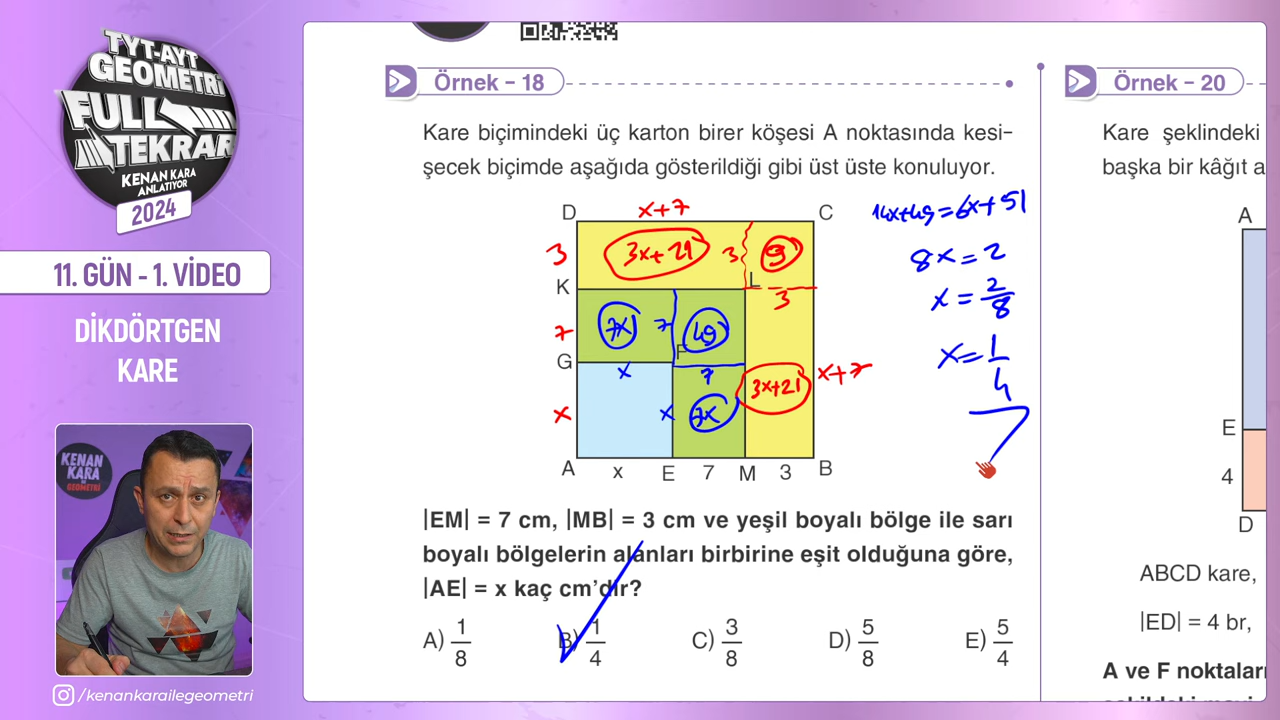 TYT-AYT
GEOMETRİ
FULL
TEKRAR
KENAN KARA
ANLATIYOR
2024
11. GÜN - 1. VİDEO
DİKDÖRTGEN
KARE
KENAN
KARA
İLE
GEOMETRİ
/kenankarailegeometri
Örnek – 18
Kare biçimindeki üç karton birer köşesi A noktasında kesi-
şecek biçimde aşağıda gösterildiği gibi üst üste konuluyor.
D x+7 C
3 3x+21 3 9
K L 3
7 7x 7 49
G F
x 7 3x+21 x+7
x x 7x
A x E 7 M 3 B
14x+49=6x+51
8x=2
x=2/8
x=1/4
|EM| = 7 cm, |MB| = 3 cm ve yeşil boyalı bölge ile sarı
boyalı bölgelerin alanları birbirine eşit olduğuna göre,
|AE| = x kaç cm’dir?
A) 1/8 B) 1/4 C) 3/8 D) 5/8 E) 5/4
Örnek – 20
Kare şeklindeki
başka bir kâğıt a
A
E
4
D
ABCD kare,
|ED| = 4 br,
A ve F noktaları